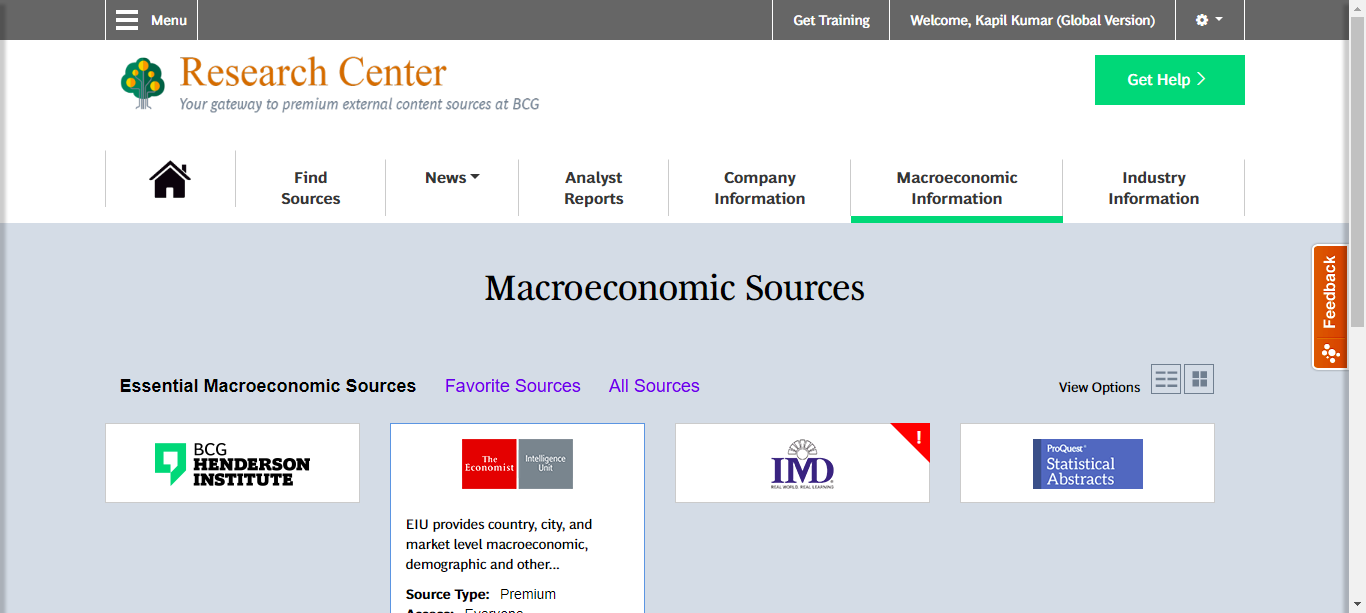 Menu
Get Training
Welcome, Kapil Kumar (Global Version)
Research Center
Your gateway to premium external content sources at BCG
Get Help
Find
Sources
News
Analyst
Reports
Company
Information
Macroeconomic
Information
Industry
Information
Feedback
Macroeconomic Sources
Essential Macroeconomic Sources
Favorite Sources
All Sources
View Options
BCG
HENDERSON
INSTITUTE
The
Economist
Intelligence
Unit
EIU provides country, city, and
market level macroeconomic,
demographic and other...
Source Type: Premium
Access: Everyone
!
IMD
REAL WORLD. REAL LEARNING
ProQuest
Statistical
Abstracts